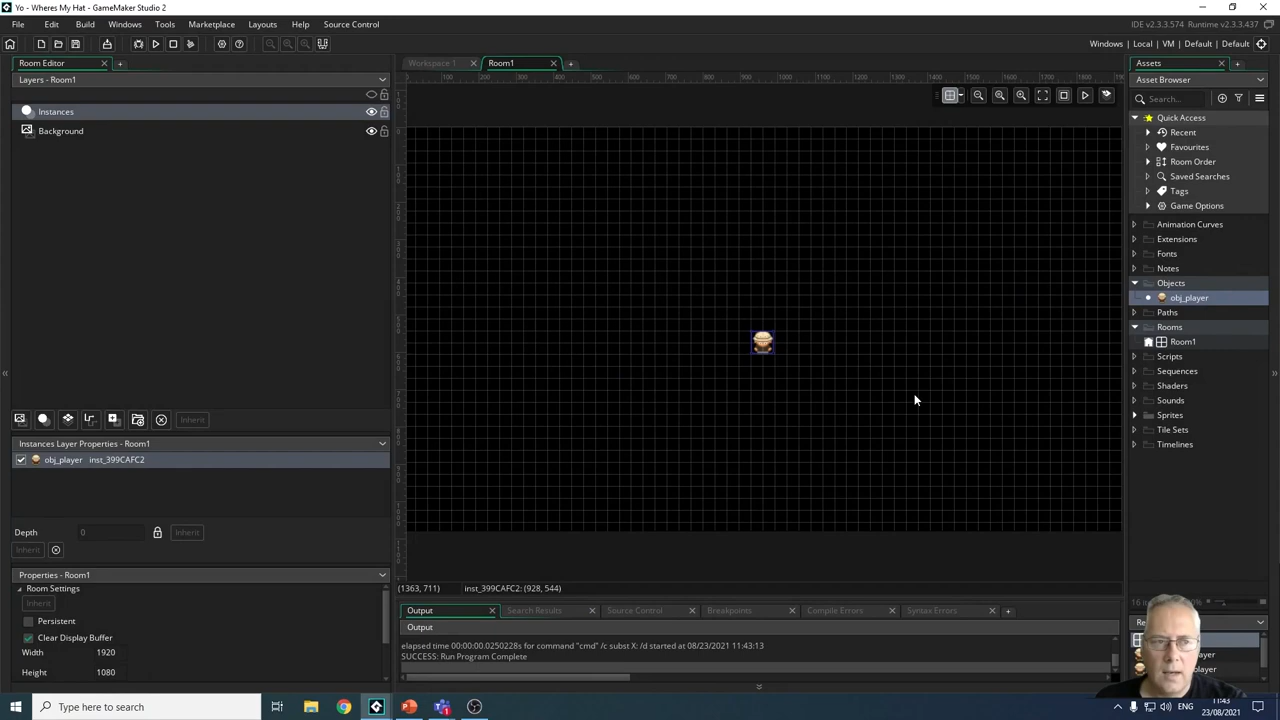 Yo - Wheres My Hat - GameMaker Studio 2
File Edit Build Windows Tools Marketplace Layouts Help Source Control
IDE v2.3.3.574 Runtime v2.3.3.437
Windows | Local | VM | Default | Default
Room Editor
Workspace 1
Room1
Assets
Layers - Room1
Asset Browser
Search...
Instances
Background
Quick Access
Recent
Favourites
Room Order
Saved Searches
Tags
Game Options
Animation Curves
Extensions
Fonts
Notes
Objects
obj_player
Paths
Rooms
Room1
Scripts
Sequences
Shaders
Sounds
Sprites
Tile Sets
Timelines
Inherit
Instances Layer Properties - Room1
obj_player inst_399CAFC2
Depth 0 Inherit
Inherit
Properties - Room1
Room Settings
Inherit
Persistent
Clear Display Buffer
Width 1920
Height 1080
(1363, 711) inst_399CAFC2: (928, 544)
Output Search Results Source Control Breakpoints Compile Errors Syntax Errors
Output
elapsed time 00:00:00.0250228s for command "cmd" /c subst X: /d started at 08/23/2021 11:43:13
SUCCESS: Run Program Complete
Type here to search
ENG
11:43
23/08/2021